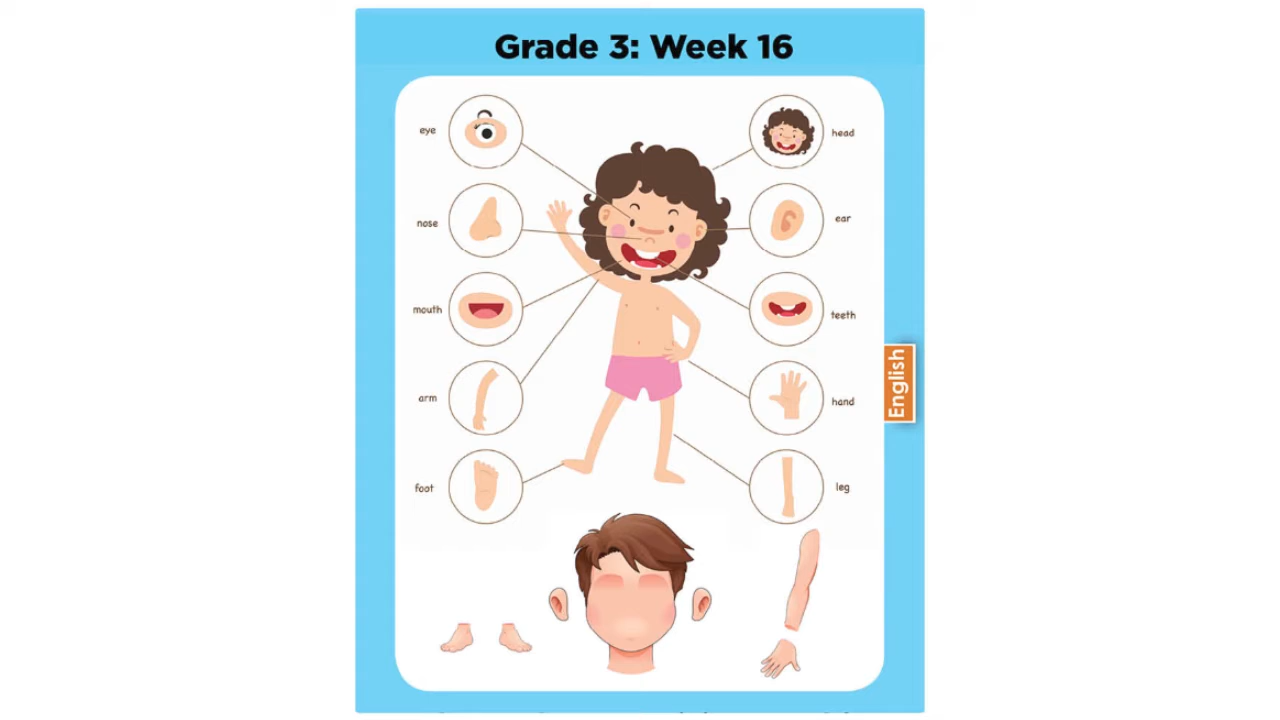 Grade 3: Week 16
eye
head
nose
ear
mouth
teeth
arm
hand
foot
leg
English